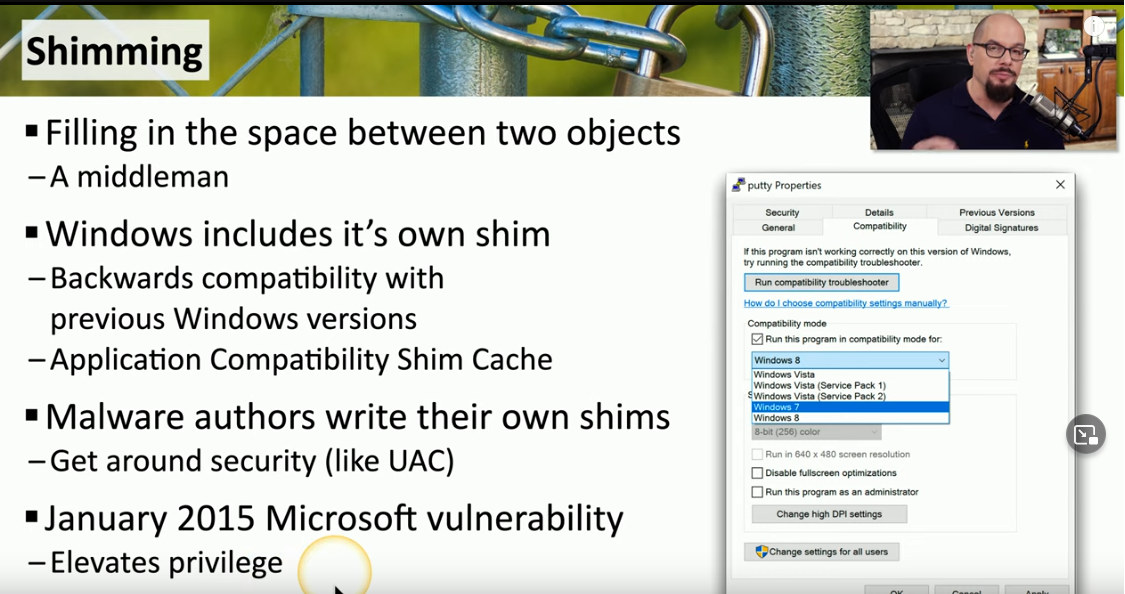 Shimming
▪ Filling in the space between two objects
– A middleman
▪ Windows includes it's own shim
– Backwards compatibility with
previous Windows versions
– Application Compatibility Shim Cache
▪ Malware authors write their own shims
– Get around security (like UAC)
▪ January 2015 Microsoft vulnerability
– Elevates privilege
putty Properties
Security Details Previous Versions
General Compatibility Digital Signatures
If this program isn't working correctly on this version of Windows,
try running the compatibility troubleshooter.
Run compatibility troubleshooter
How do I choose compatibility settings manually?
Compatibility mode
Run this program in compatibility mode for:
Windows 8
Windows Vista
Windows Vista (Service Pack 1)
Windows Vista (Service Pack 2)
Windows 7
Windows 8
8-bit (256) color
Run in 640 x 480 screen resolution
Disable fullscreen optimizations
Run this program as an administrator
Change high DPI settings
Change settings for all users
OK Cancel Apply